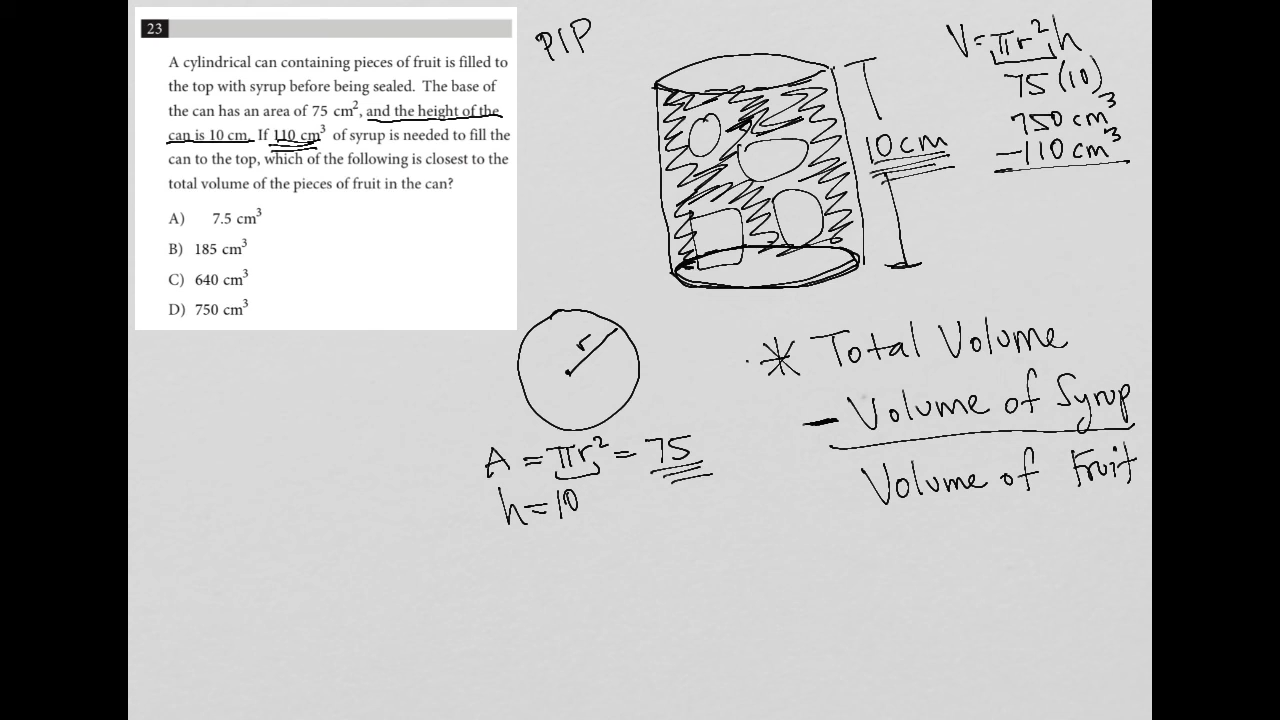 23
A cylindrical can containing pieces of fruit is filled to
the top with syrup before being sealed. The base of
the can has an area of 75 cm², and the height of the
can is 10 cm. If 110 cm³ of syrup is needed to fill the
can to the top, which of the following is closest to the
total volume of the pieces of fruit in the can?
A) 7.5 cm³
B) 185 cm³
C) 640 cm³
D) 750 cm³
PIP
10cm
V=πr²h
75(10)
750 cm³
-110 cm³
r
A = πr² = 75
h=10
* Total Volume
- Volume of Syrup
Volume of Fruit